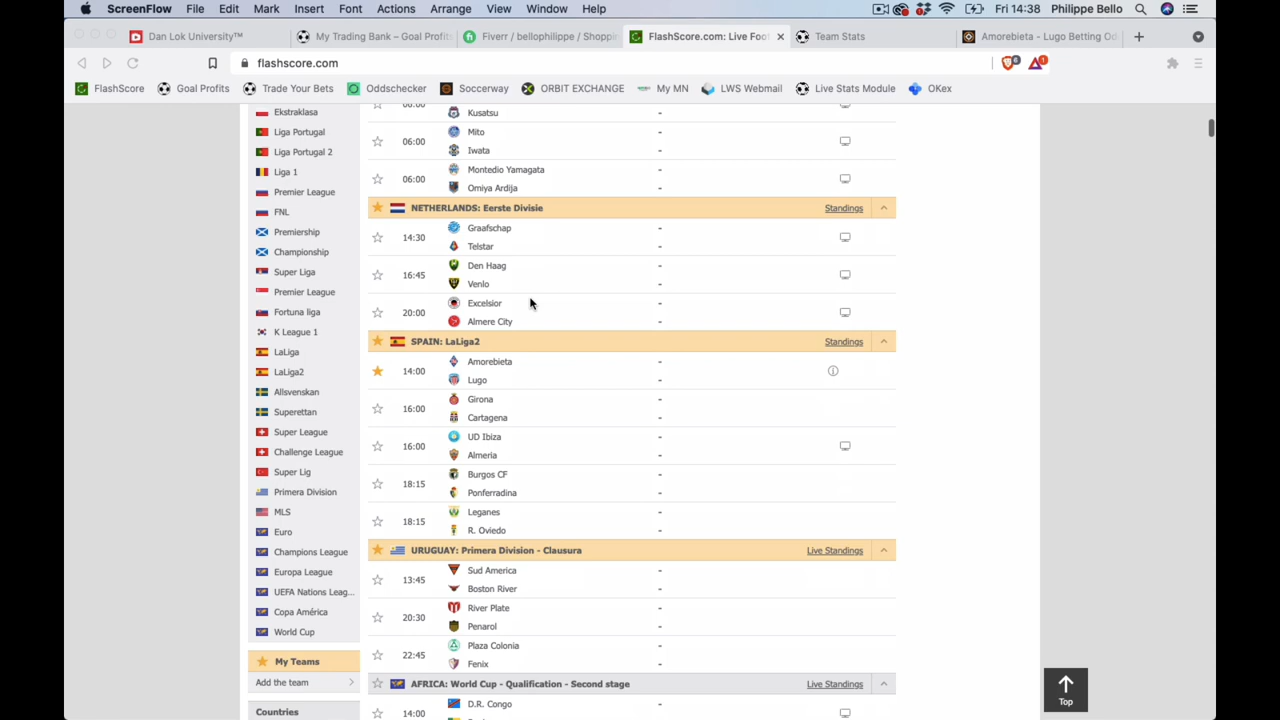 ScreenFlow File Edit Mark Insert Font Actions Arrange View Window Help Fri 14:38 Philippe Bello
Dan Lok University™ My Trading Bank – Goal Profits Fiverr / bellophilippe / Shoppin FlashScore.com: Live Foot Team Stats Amorebieta - Lugo Betting Od
flashscore.com
FlashScore Goal Profits Trade Your Bets Oddschecker Soccerway ORBIT EXCHANGE My MN LWS Webmail Live Stats Module OKex
Ekstraklasa
Liga Portugal
Liga Portugal 2
Liga 1
Premier League
FNL
Premiership
Championship
Super Liga
Premier League
Fortuna liga
K League 1
LaLiga
LaLiga2
Allsvenskan
Superettan
Super League
Challenge League
Super Lig
Primera Division
MLS
Euro
Champions League
Europa League
UEFA Nations Leag...
Copa América
World Cup
My Teams
Add the team
Countries
Kusatsu -
06:00 Mito -
Iwata -
06:00 Montedio Yamagata -
Omiya Ardija -
NETHERLANDS: Eerste Divisie Standings
14:30 Graafschap -
Telstar -
16:45 Den Haag -
Venlo -
20:00 Excelsior -
Almere City -
SPAIN: LaLiga2 Standings
14:00 Amorebieta -
Lugo -
16:00 Girona -
Cartagena -
16:00 UD Ibiza -
Almeria -
18:15 Burgos CF -
Ponferradina -
18:15 Leganes -
R. Oviedo -
URUGUAY: Primera Division - Clausura Live Standings
13:45 Sud America -
Boston River -
20:30 River Plate -
Penarol -
22:45 Plaza Colonia -
Fenix -
AFRICA: World Cup - Qualification - Second stage Live Standings
14:00 D.R. Congo -
Top